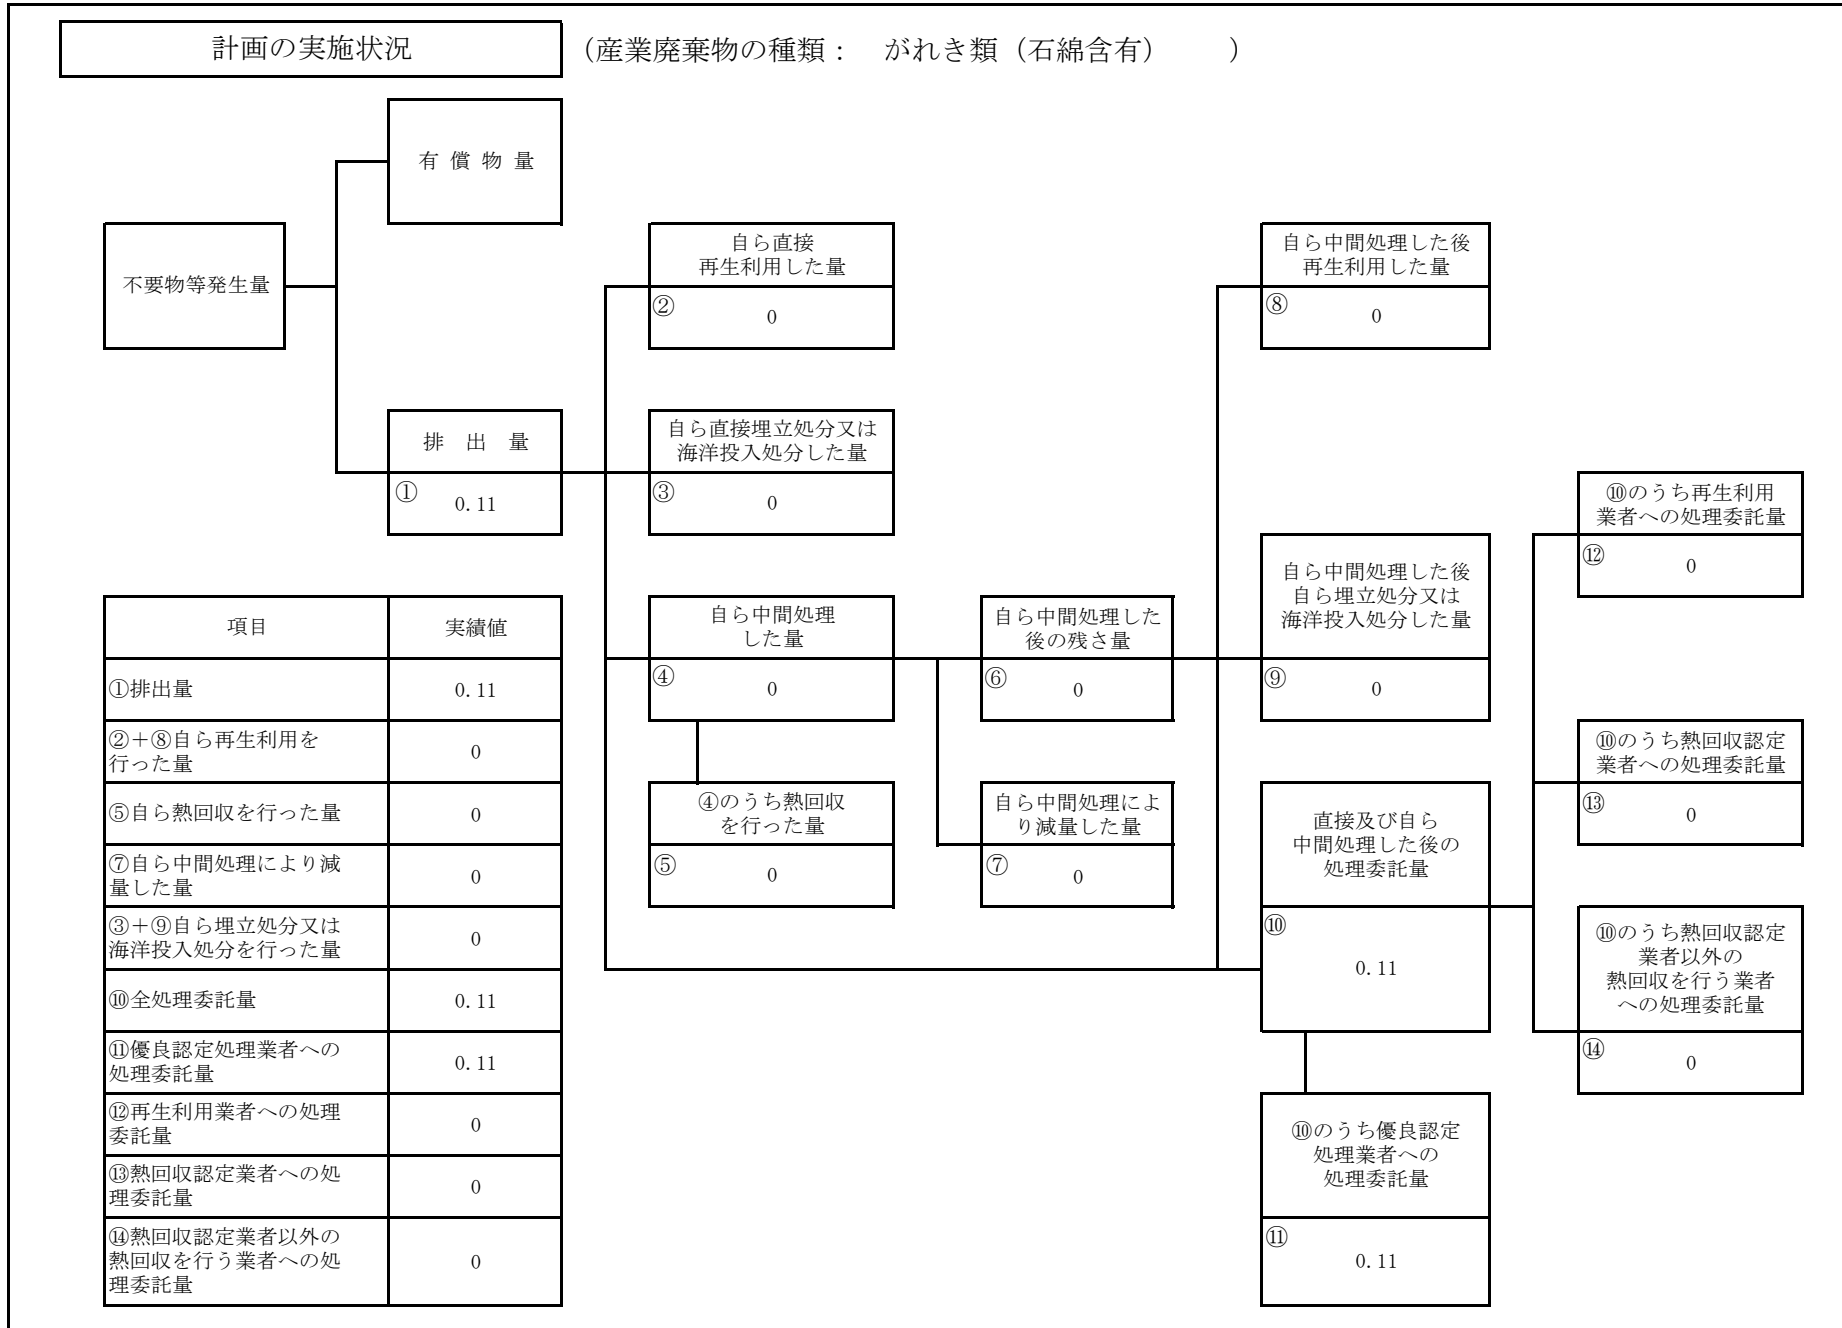 計画の実施状況
（産業廃棄物の種類：　がれき類（石綿含有）　　）
有 償 物 量
不要物等発生量
自ら直接
再生利用した量
②
0
自ら中間処理した後
再生利用した量
⑧
0
排　出　量
①
0.11
自ら直接埋立処分又は
海洋投入処分した量
③
0
⑩のうち再生利用
業者への処理委託量
⑫
0
自ら中間処理した後
自ら埋立処分又は
海洋投入処分した量
⑨
0
自ら中間処理
した量
④
0
自ら中間処理した
後の残さ量
⑥
0
④のうち熱回収
を行った量
⑤
0
自ら中間処理によ
り減量した量
⑦
0
直接及び自ら
中間処理した後の
処理委託量
⑩
0.11
⑩のうち熱回収認定
業者への処理委託量
⑬
0
⑩のうち熱回収認定
業者以外の
熱回収を行う業者
への処理委託量
⑭
0
⑩のうち優良認定
処理業者への
処理委託量
⑪
0.11
項目 実績値
①排出量 0.11
②＋⑧自ら再生利用を
行った量
0
⑤自ら熱回収を行った量 0
⑦自ら中間処理により減
量した量
0
③＋⑨自ら埋立処分又は
海洋投入処分を行った量
0
⑩全処理委託量 0.11
⑪優良認定処理業者への
処理委託量
0.11
⑫再生利用業者への処理
委託量
0
⑬熱回収認定業者への処
理委託量
0
⑭熱回収認定業者以外の
熱回収を行う業者への処
理委託量
0